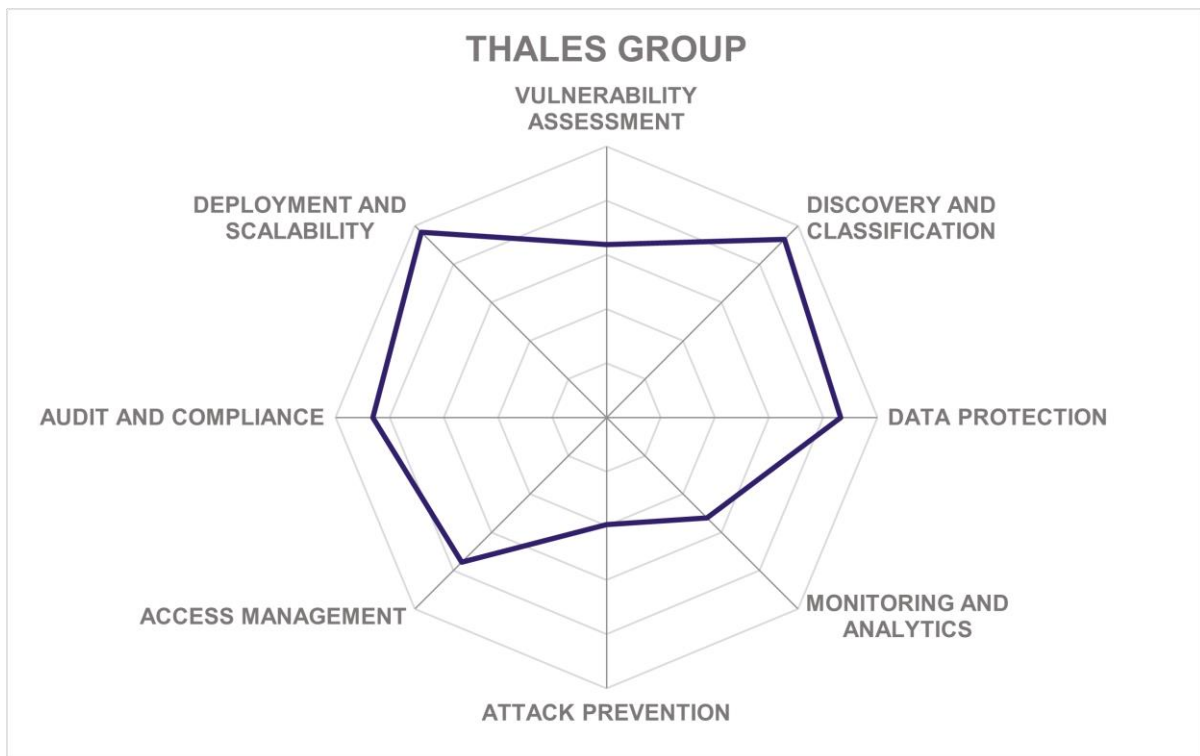 THALES GROUP
VULNERABILITY
ASSESSMENT
DEPLOYMENT AND
SCALABILITY
DISCOVERY AND
CLASSIFICATION
AUDIT AND COMPLIANCE
DATA PROTECTION
ACCESS MANAGEMENT
MONITORING AND
ANALYTICS
ATTACK PREVENTION